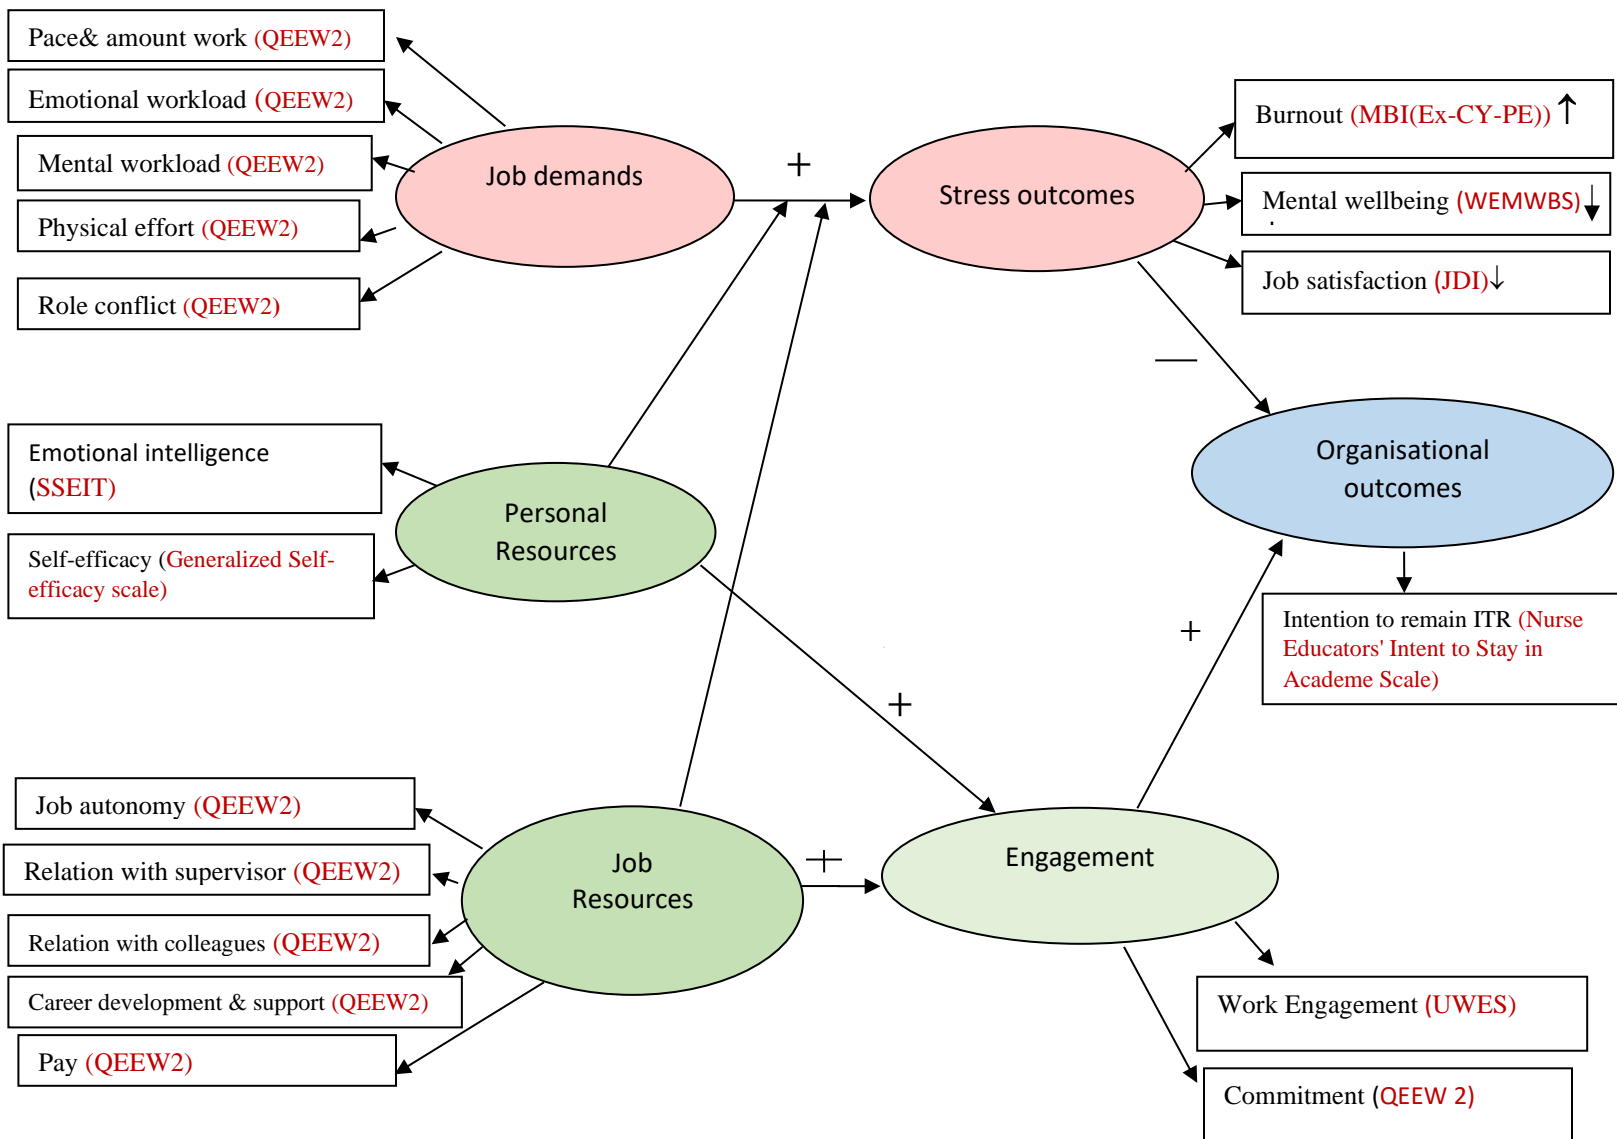 Pace& amount work (QEEW2)
Emotional workload (QEEW2)
Mental workload (QEEW2)
Physical effort (QEEW2)
Role conflict (QEEW2)
Job demands
+
Stress outcomes
Burnout (MBI(Ex-CY-PE)) ↑
Mental wellbeing (WEMWBS) ↓
Job satisfaction (JDI)↓
—
Emotional intelligence
(SSEIT)
Self-efficacy (Generalized Self-
efficacy scale)
Personal
Resources
Organisational
outcomes
+
Intention to remain ITR (Nurse
Educators' Intent to Stay in
Academe Scale)
+
Job autonomy (QEEW2)
Relation with supervisor (QEEW2)
Relation with colleagues (QEEW2)
Career development & support (QEEW2)
Pay (QEEW2)
Job
Resources
+
Engagement
Work Engagement (UWES)
Commitment (QEEW 2)